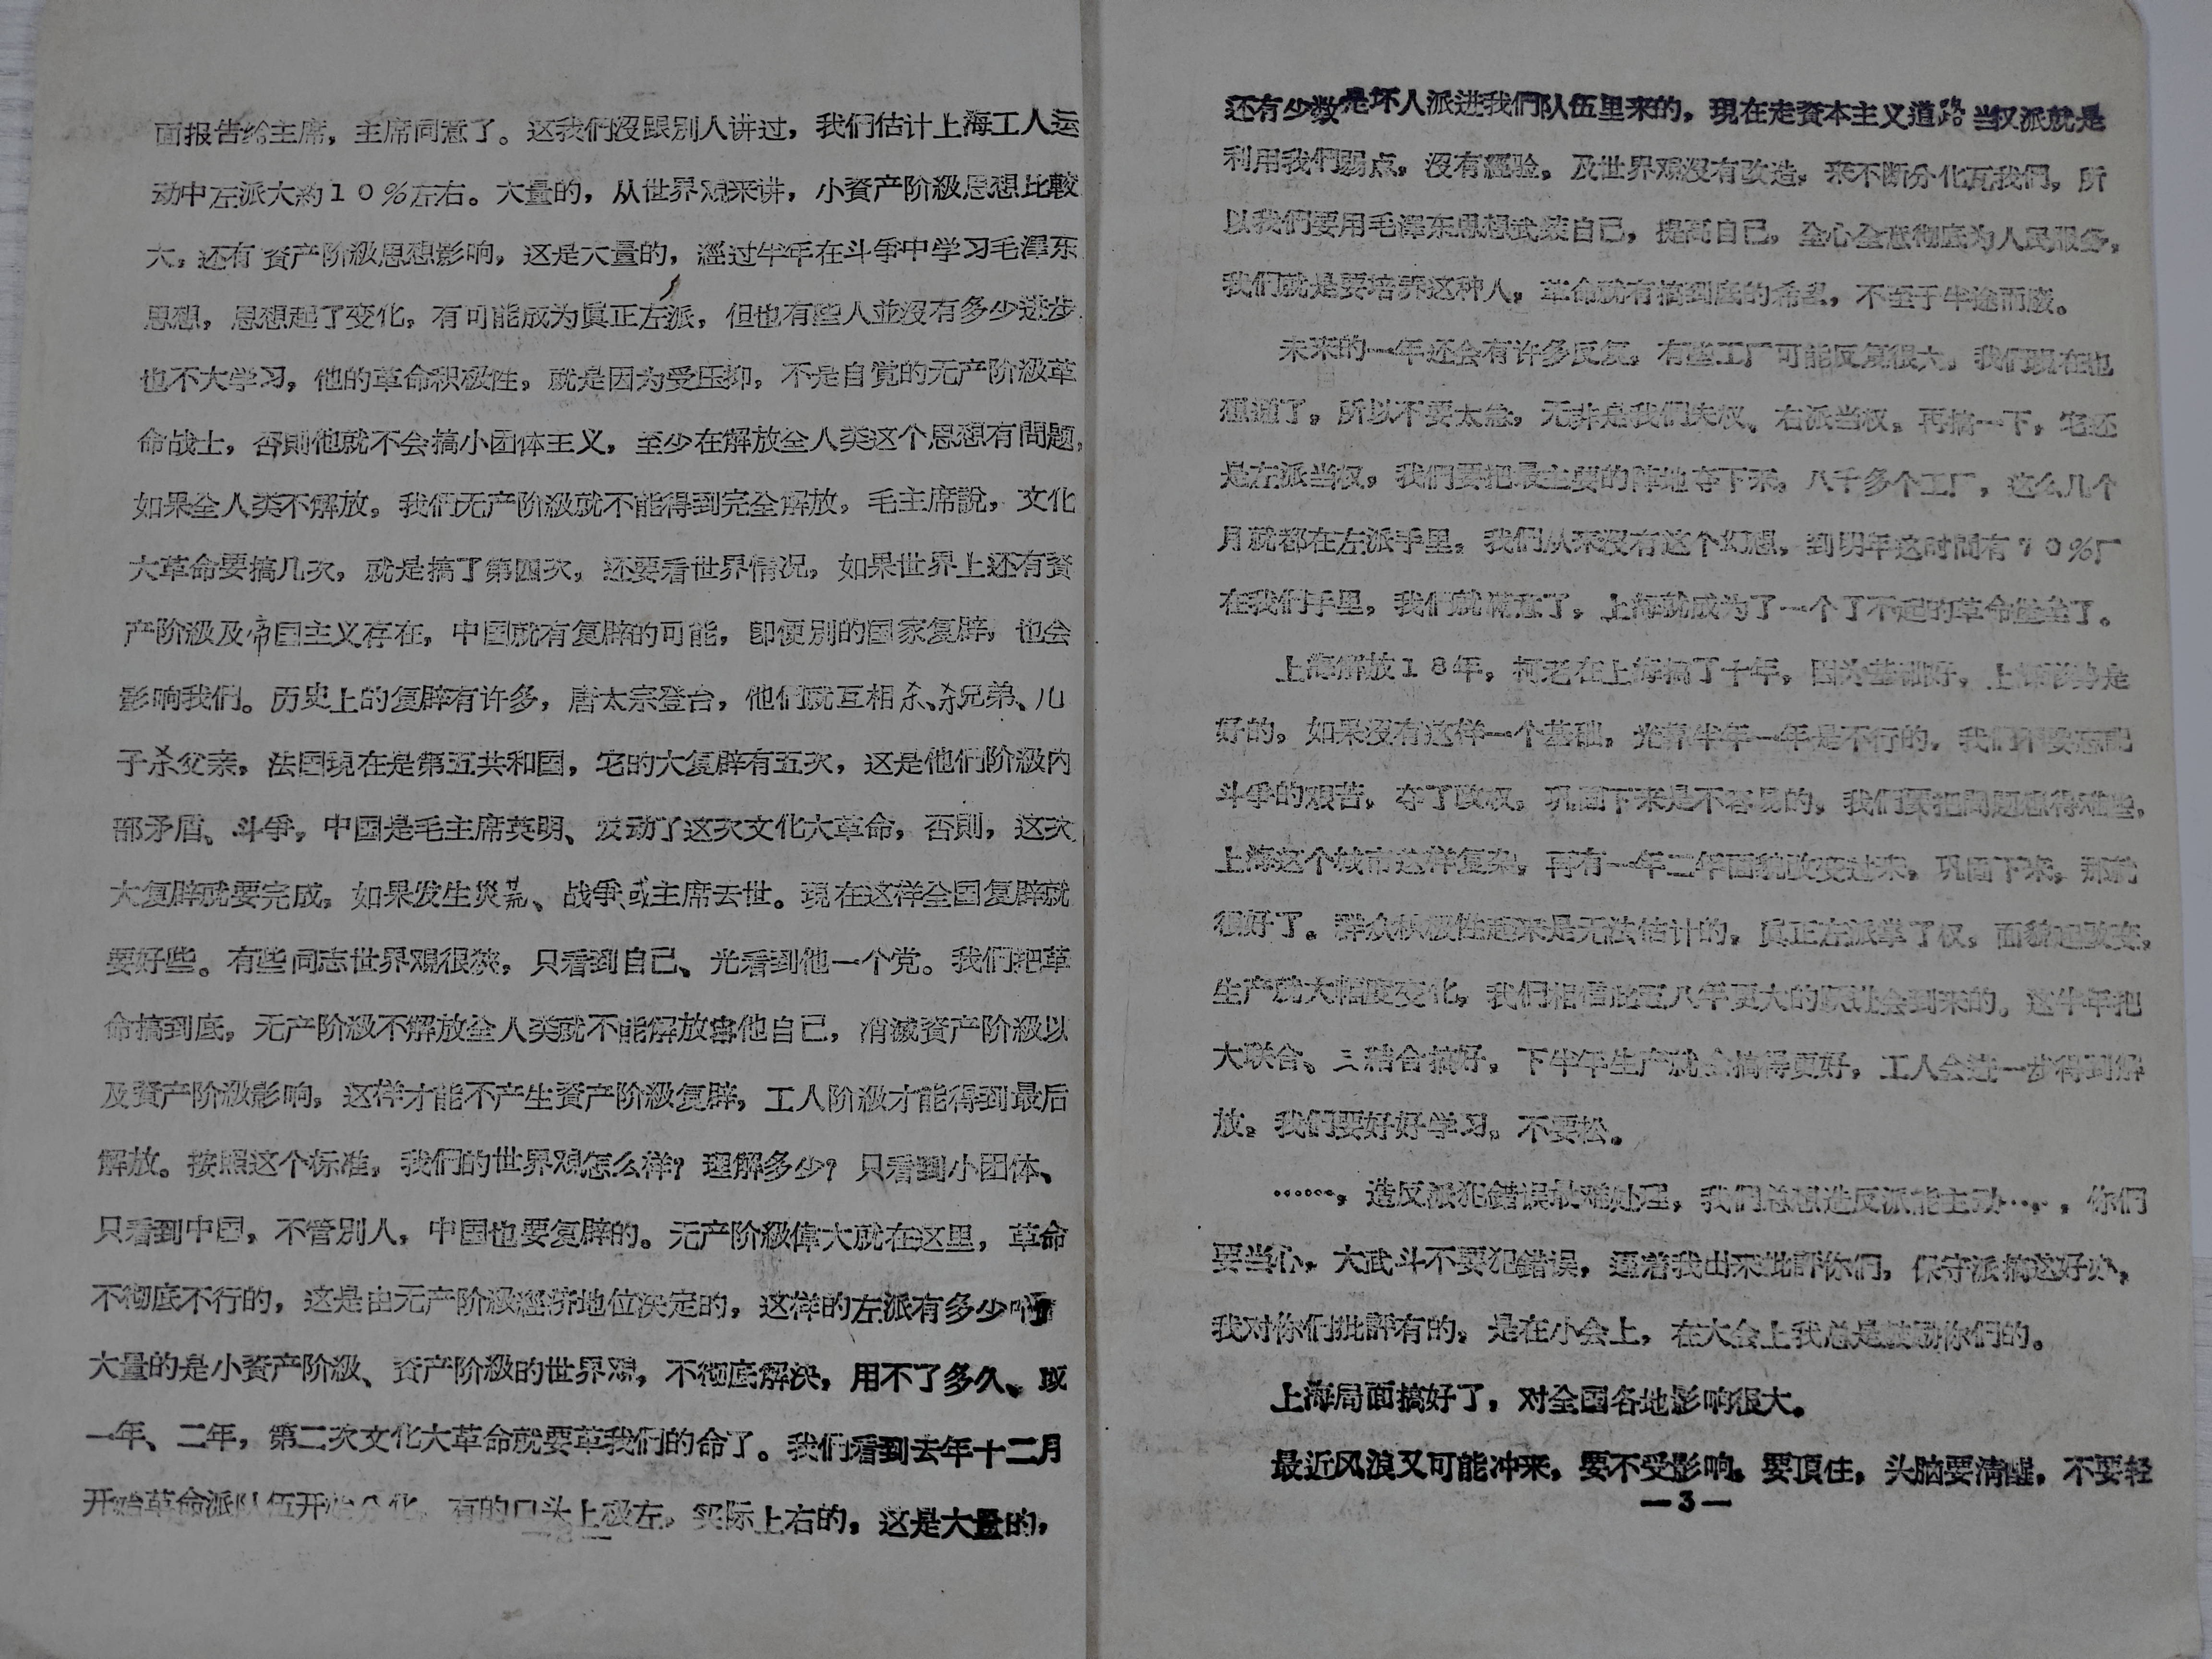 面报告给主席，主席同意了。这我们沒跟別人讲过，我们估计上海工人运
动中左派大約１０％左右。大量的，从世界观来讲，小資产阶級思想比較
大，还有資产阶級思想影响，这是大量的，經过半年在斗爭中学习毛澤东
思想，思想起了变化，有可能成为眞正左派，但也有些人並沒有多少进步
也不大学习，他的革命积极性，就是因为受压抑，不是自覚的无产阶級革
命战士，否則他就不会搞小团体主义，至少在解放全人类这个思想有問題，
如果全人类不解放，我们无产阶級就不能得到完全解放，毛主席說，文化
大革命要搞几次，就是搞了第四次，还要看世界情况，如果世界上还有資
产阶級及帝国主义存在，中国就有复辟的可能，即便別的国家复辟，也会
影响我们。历史上的复辟有许多，唐太宗登台，他们就互相杀、杀兄弟、儿
子杀父亲，法国現在是第五共和国，它的大复辟有五次，这是他们阶級内
部矛盾、斗爭，中国是毛主席英明、发动了这次文化大革命，否則，这次
大复辟就要完成，如果发生災荒、战爭或主席去世。現在这样全国复辟就
要好些。有些同志世界观很狹，只看到自己、光看到他一个党。我们把革
命搞到底，无产阶級不解放全人类就不能解放他自己，消滅資产阶級以
及資产阶級影响，这样才能不产生資产阶級复辟，工人阶級才能得到最后
解放。按照这个标准，我們的世界观怎么样？理解多少？只看到小团体、
只看到中国，不管別人，中国也要复辟的。无产阶級偉大就在这里，革命
不彻底不行的，这是由无产阶級經济地位决定的，这样的左派有多少啊
大量的是小資产阶級、資产阶級的世界观，不彻底解决，用不了多久、或
一年、二年，第二次文化大革命就要革我們的命了。我们看到去年十二月
开始革命派队伍开始分化，有的口头上极左，实际上右的，这是大量的，
还有少数是坏人派进我們队伍里来的，現在走資本主义道路当权派就是
利用我們弱点，沒有經驗，及世界观沒有改造，来不断分化瓦我們，所
以我們要用毛澤东思想武装自己，提高自己，全心全意彻底为人民服务，
我们就是要培养这种人，革命就有搞到底的希望，不至于半途而废。
未来的一年还会有许多反复，有些工厂可能反复很大，我们現在也
想通了，所以不要太急，无非是我们失权，右派当权，再搞一下，它还
是左派当权，我們要把最主要的阵地夺下来，八千多个工厂，这么几个
月就都在左派手里，我們从来沒有这个幻想，到明年这时間有７０％厂
在我們手里，我们就滿意了，上海就成为了一个了不起的革命堡垒了。
上海解放１８年，柯老在上海搞了十年，因为基础好，上海本身是
好的，如果沒有这样一个基础，光靠半年一年是不行的，我们不要忘記
斗爭的艰苦，夺了政权，巩固下来是不容易的，我們要把問題想得难些，
上海这个城市这样复杂，再有一年二年面貌改变过来，巩固下来，那就
很好了。群众积极性起来是无法估计的，眞正左派掌了权，面貌起改变，
生产就大幅度变化，我們相信比五八年更大的跃进会到来的。这半年把
大联合、三結合搞好，下半年生产就会搞得更好，工人会进一步得到解
放，我們要好好学习，不要松。
……，造反派犯錯誤最难处理，我們总想造反派能主动…，，你们
要当心，大武斗不要犯錯誤，逼着我出来批評你们，保守派搞这好办，
我对你们批評有的，是在小会上，在大会上我总是鼓励你們的。
上海局面搞好了，对全国各地影响很大。
最近风浪又可能冲来，要不受影响，要頂住，头脑要清醒，不要轻
—3—